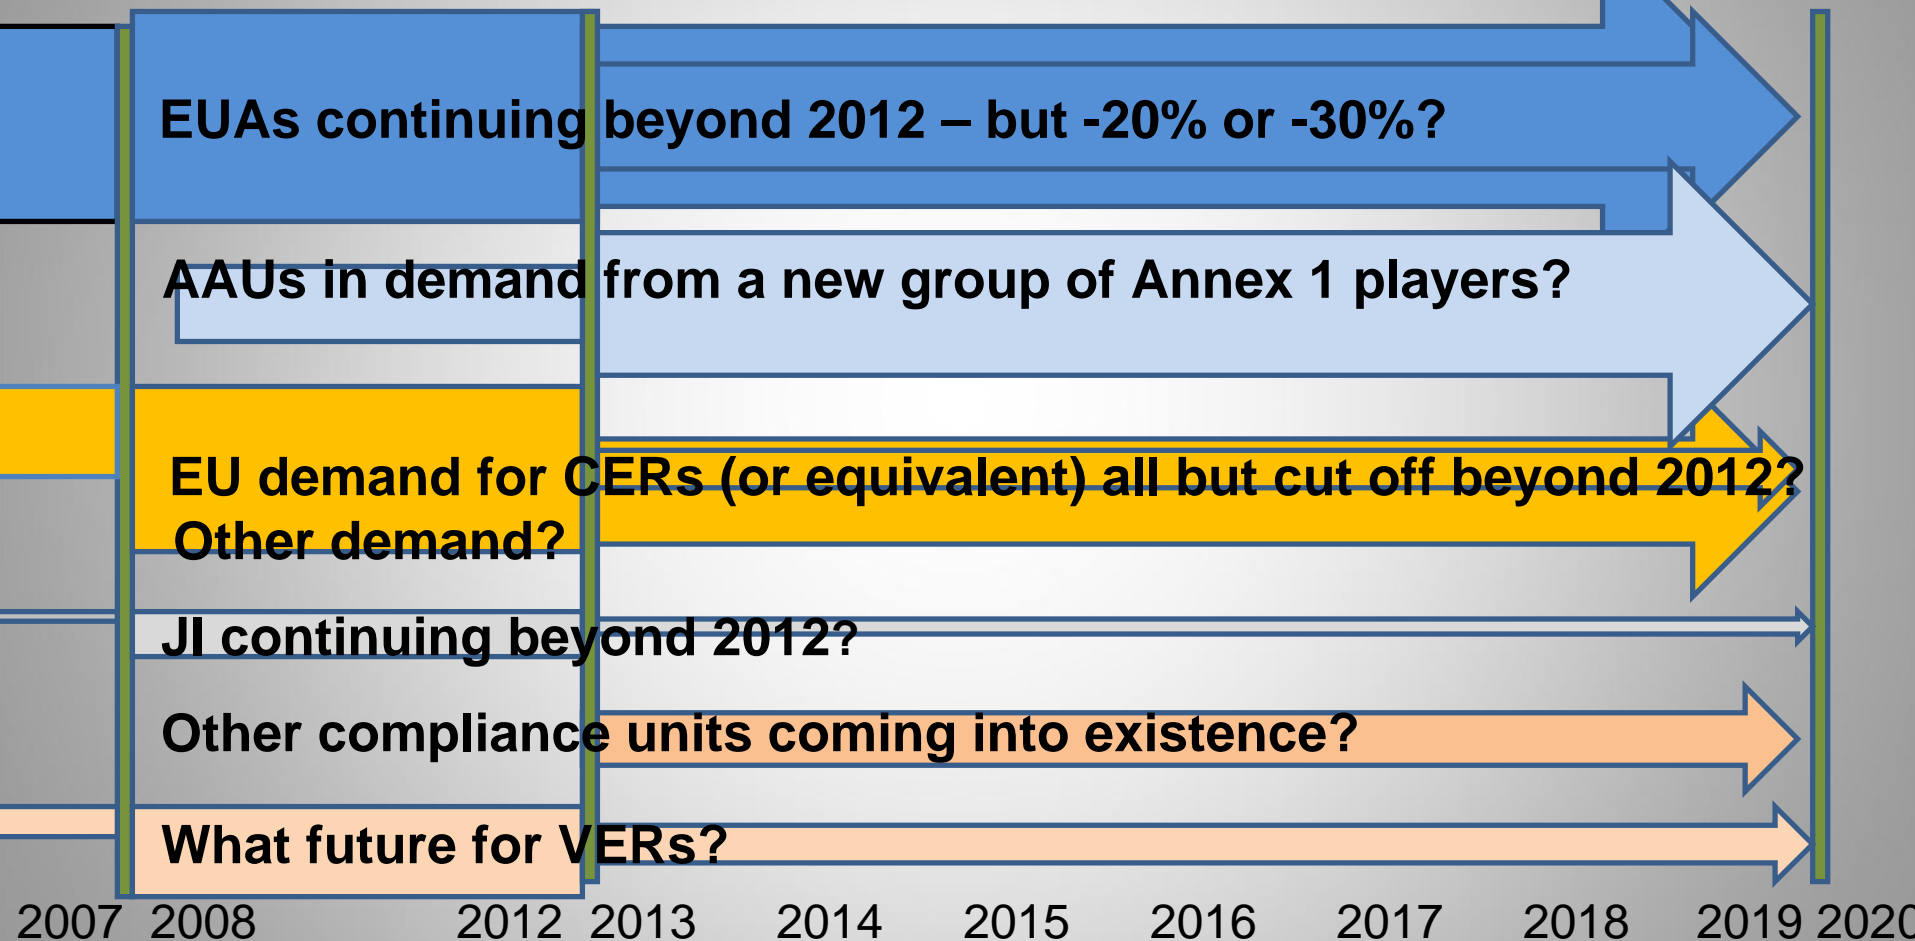 EUAs continuing beyond 2012 – but -20% or -30%?
AAUs in demand from a new group of Annex 1 players?
EU demand for CERs (or equivalent) all but cut off beyond 2012?
Other demand?
JI continuing beyond 2012?
Other compliance units coming into existence?
What future for VERs?
2007 2008 2012 2013 2014 2015 2016 2017 2018 2019 2020